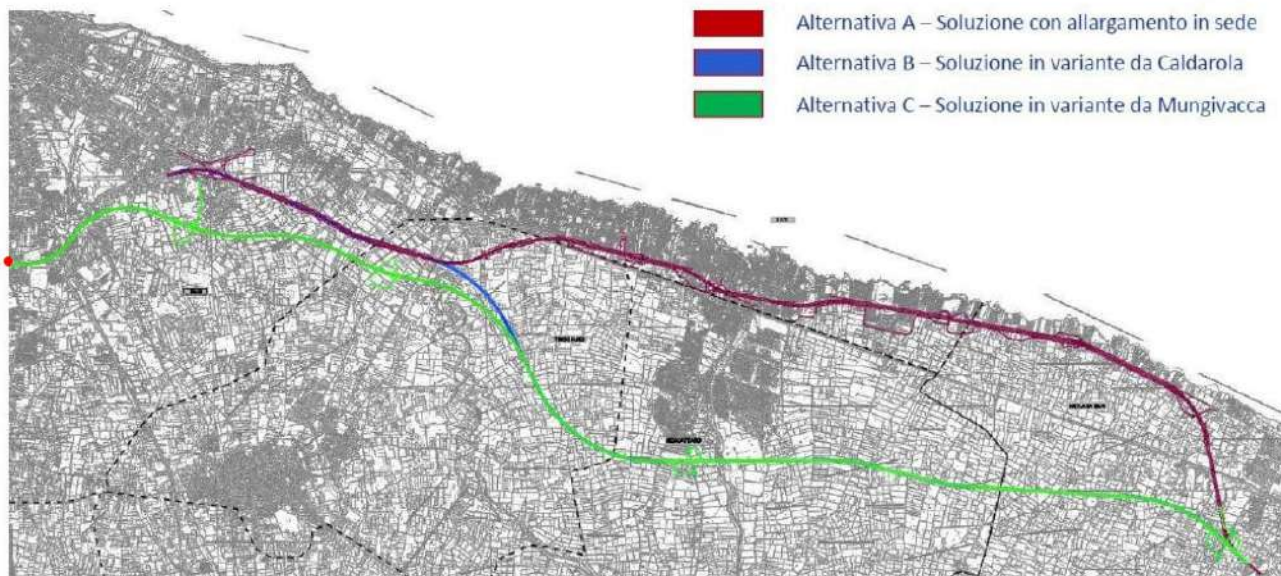 Alternativa A – Soluzione con allargamento in sede
Alternativa B – Soluzione in variante da Caldarola
Alternativa C – Soluzione in variante da Mungivacca